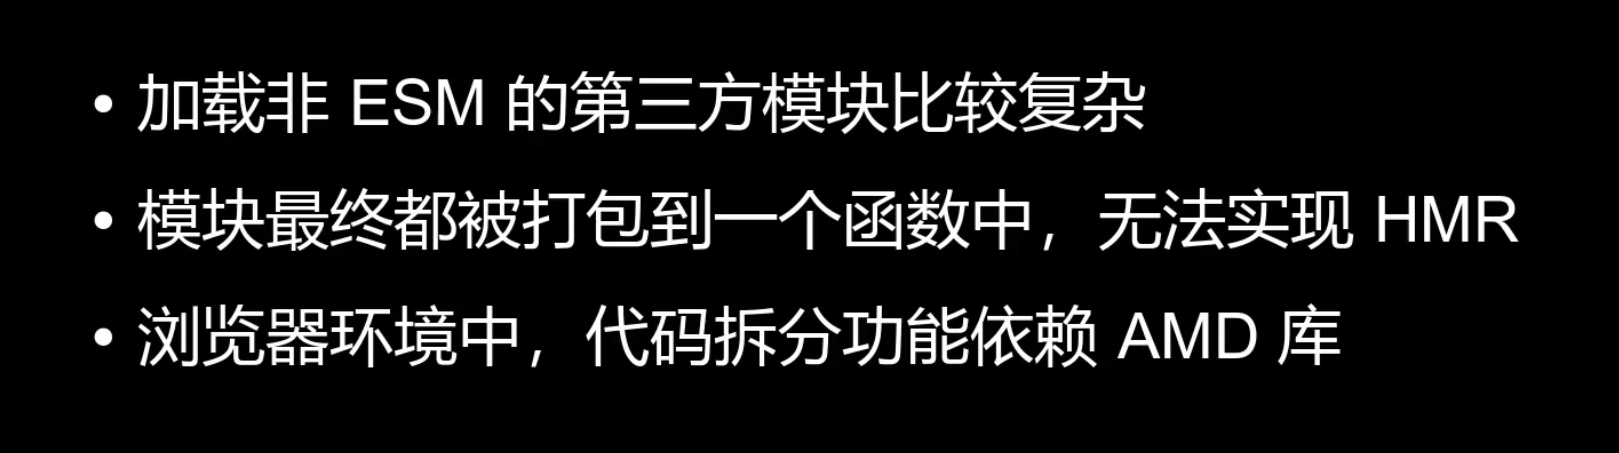 • 加载非 ESM 的第三方模块比较复杂
• 模块最终都被打包到一个函数中，无法实现 HMR
• 浏览器环境中，代码拆分功能依赖 AMD 库